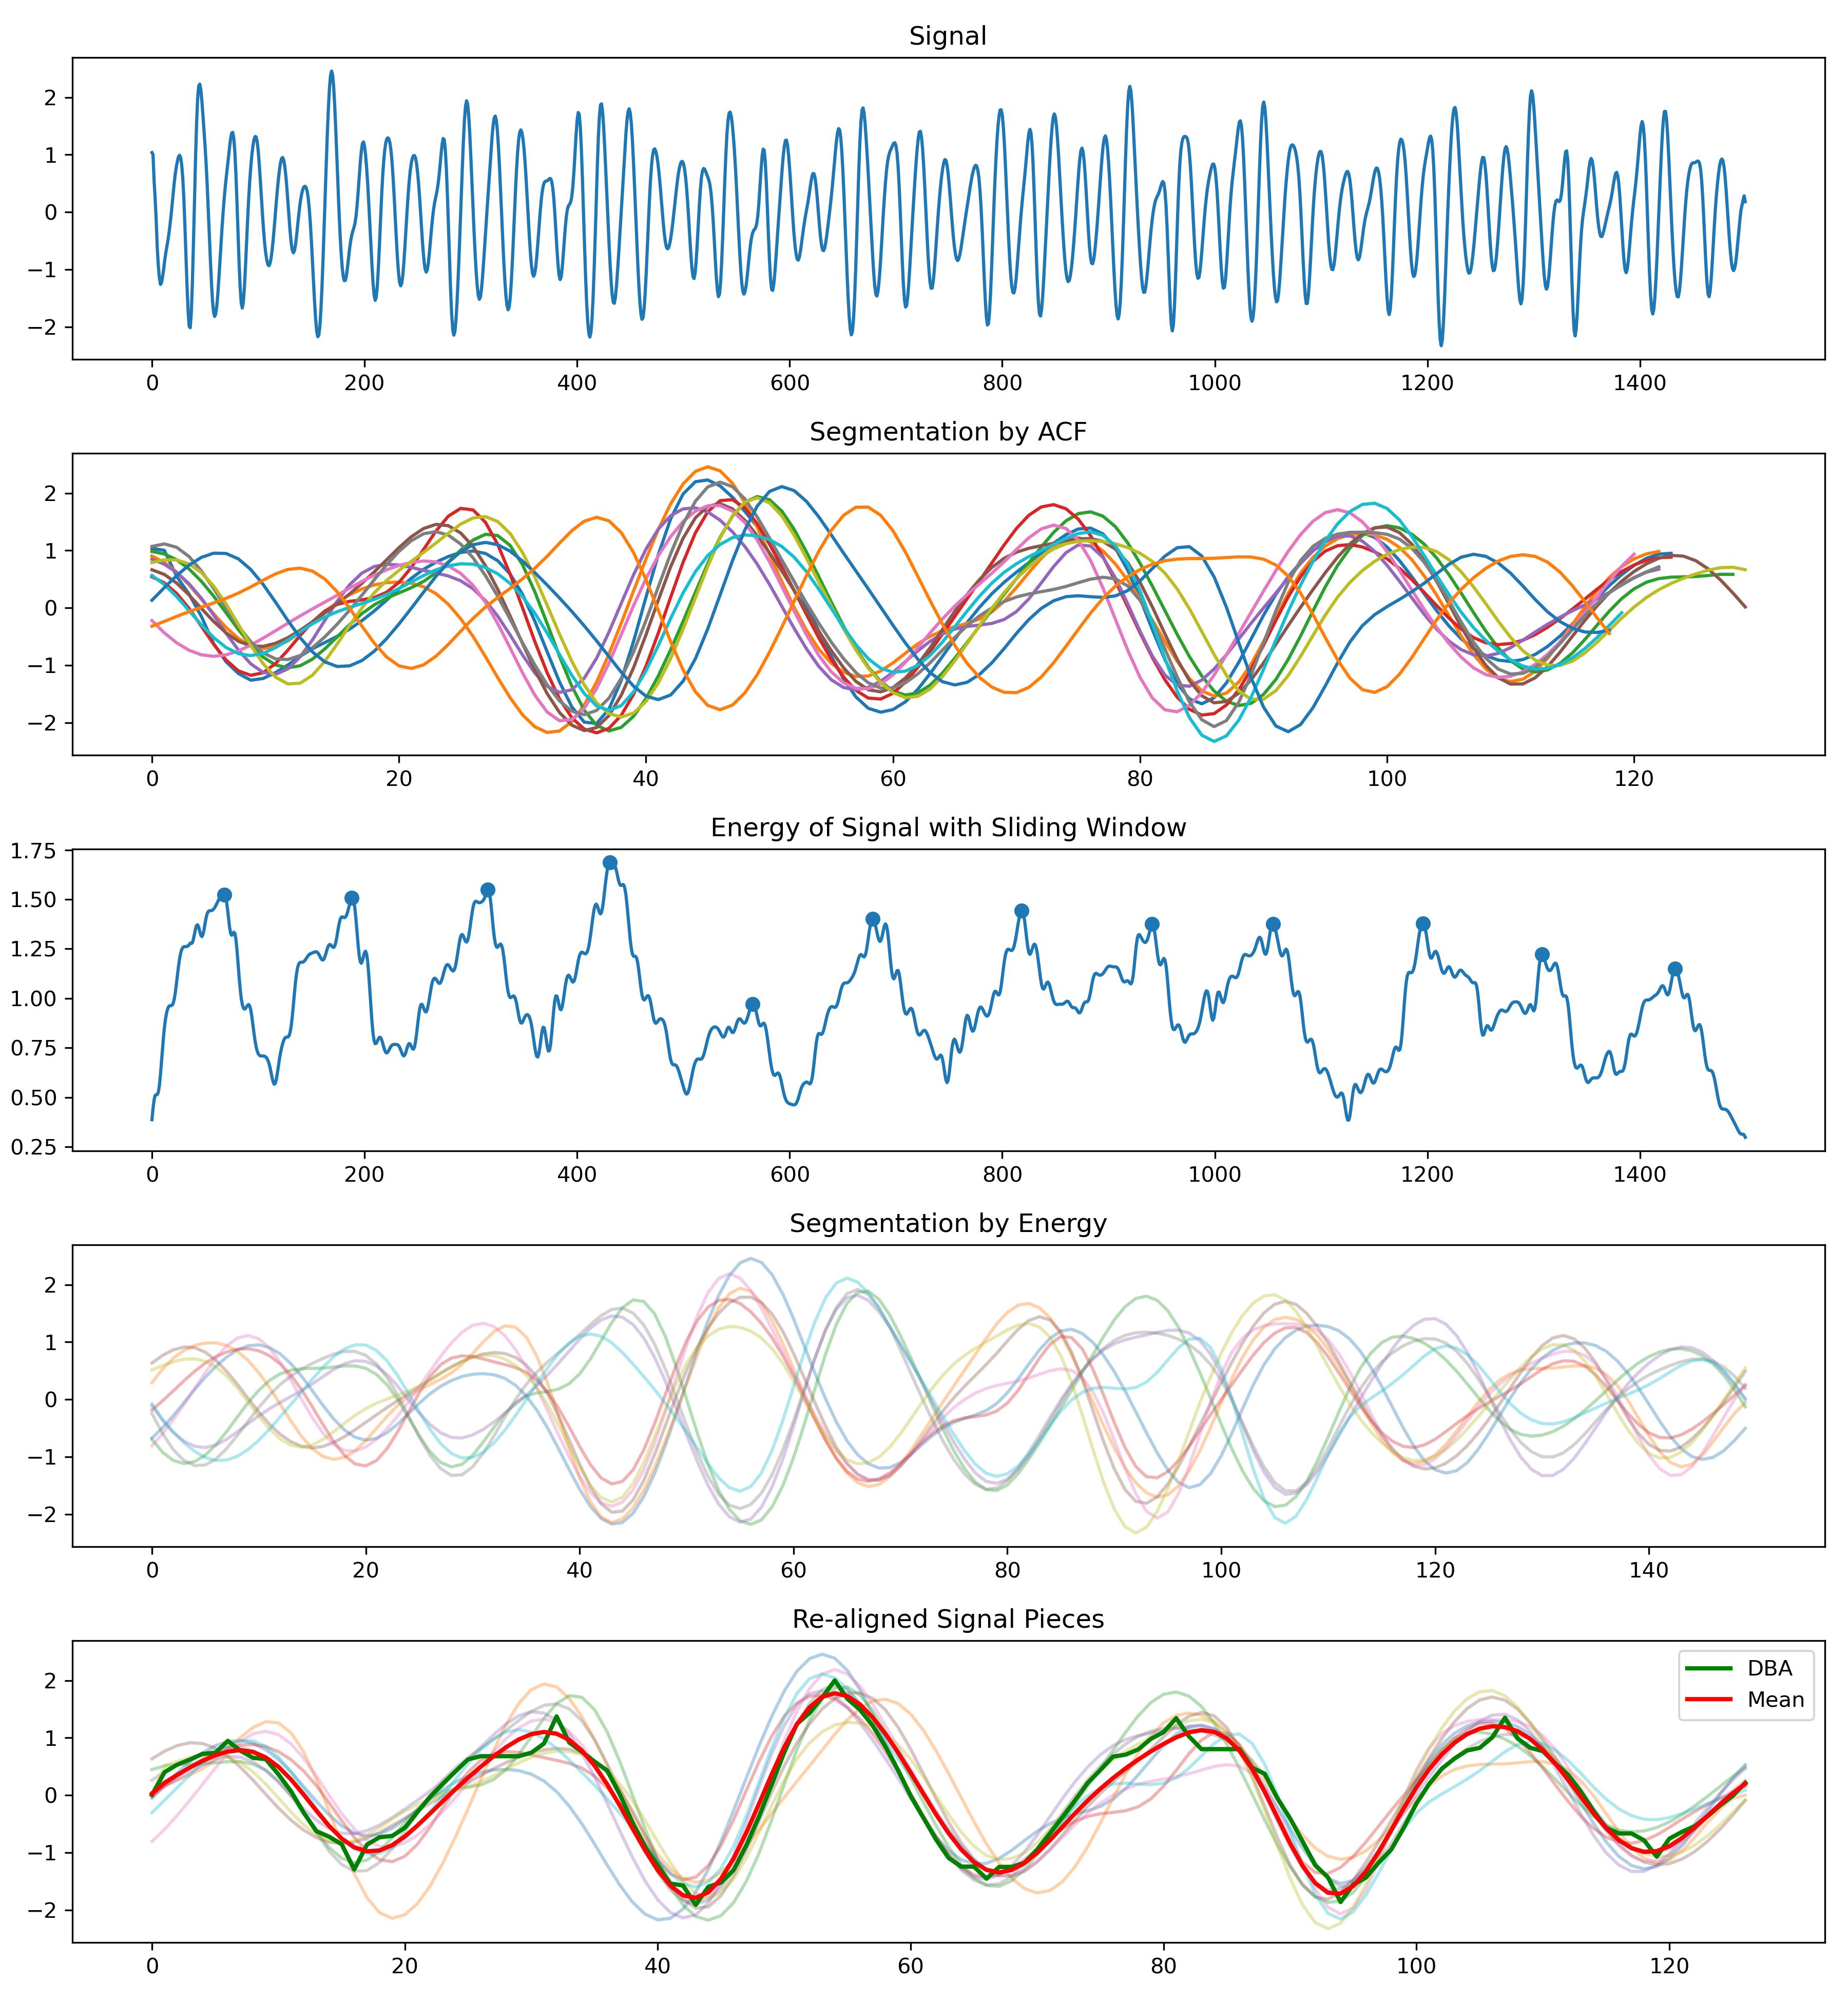 Signal
2
1
0
−1
−2
0 200 400 600 800 1000 1200 1400
Segmentation by ACF
2
1
0
−1
−2
0 20 40 60 80 100 120
Energy of Signal with Sliding Window
1.75
1.50
1.25
1.00
0.75
0.50
0.25
0 200 400 600 800 1000 1200 1400
Segmentation by Energy
2
1
0
−1
−2
0 20 40 60 80 100 120 140
Re-aligned Signal Pieces
DBA
Mean
2
1
0
−1
−2
0 20 40 60 80 100 120